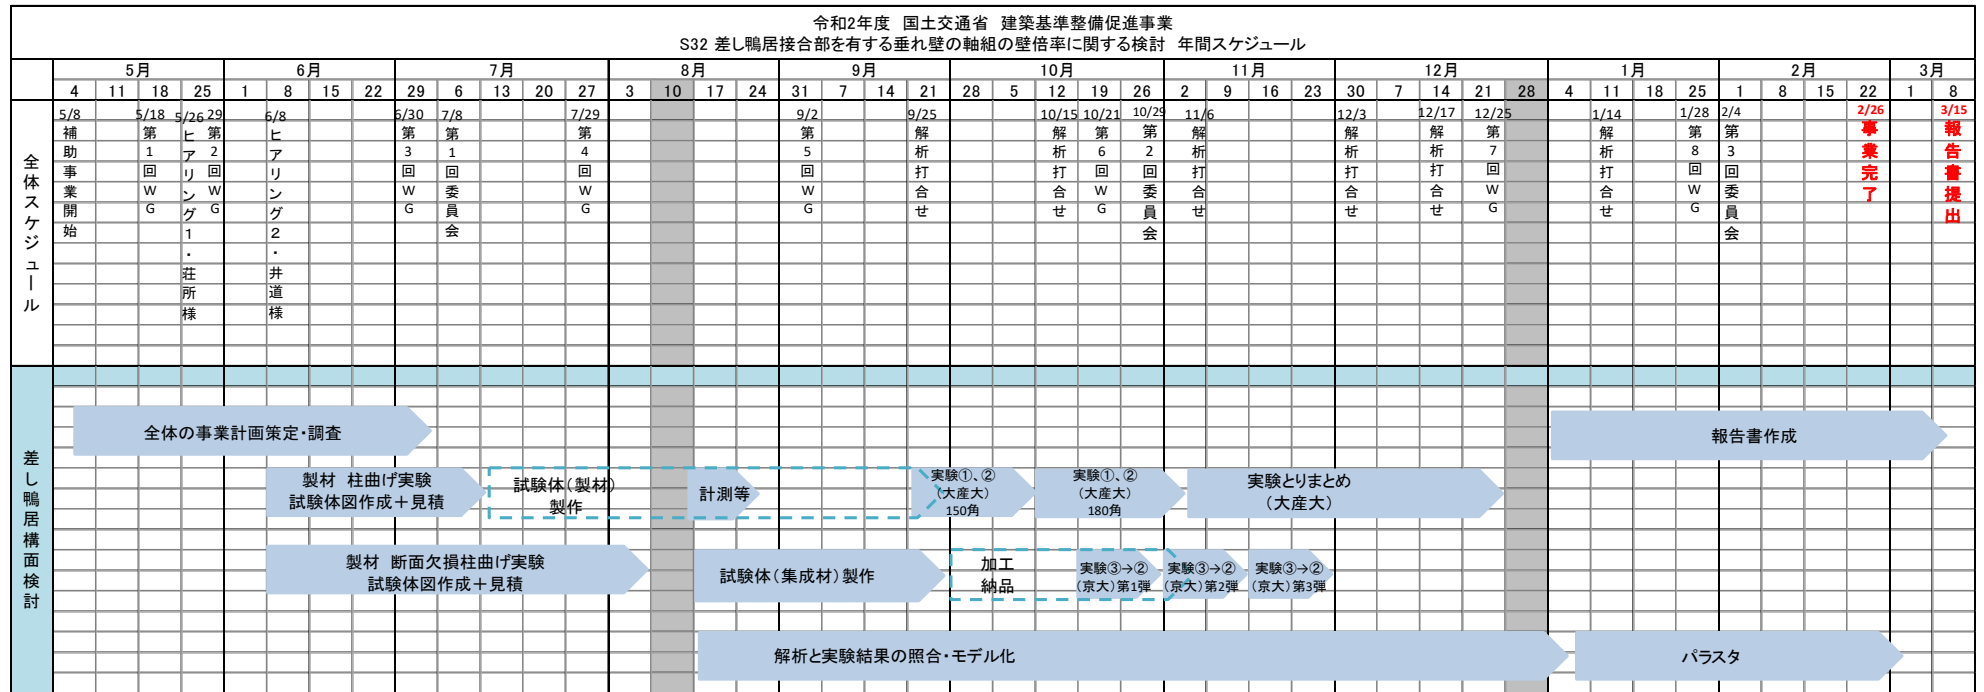 令和2年度 国土交通省 建築基準整備促進事業
S32 差し鴨居接合部を有する垂れ壁の軸組の壁倍率に関する検討 年間スケジュール
5月 6月 7月 8月 9月 10月 11月 12月 1月 2月 3月
4 11 18 25 1 8 15 22 29 6 13 20 27 3 10 17 24 31 7 14 21 28 5 12 19 26 2 9 16 23 30 7 14 21 28 4 11 18 25 1 8 15 22 1 8
全体スケジュール
5/8 補助事業開始
5/18 第1回WG
5/26 ヒアリング1・荘所様
29 第2回WG
6/8 ヒアリング2・井道様
6/30 第3回WG
7/8 第1回委員会
7/29 第4回WG
9/2 第5回WG
9/25 解析打合せ
10/15 解析打合せ
10/21 第6回WG
10/29 第2回委員会
11/6 解析打合せ
12/3 解析打合せ
12/17 解析打合せ
12/25 第7回WG
1/14 解析打合せ
1/28 第8回WG
2/4 第3回委員会
2/26 事業完了
3/15 報告書提出
差し鴨居構面検討
全体の事業計画策定・調査
報告書作成
製材 柱曲げ実験
試験体図作成＋見積
試験体（製材）
製作
計測等
実験①、②
（大産大）
150角
実験①、②
（大産大）
180角
実験とりまとめ
（大産大）
製材 断面欠損柱曲げ実験
試験体図作成＋見積
試験体（集成材）製作
加工
納品
実験③→②
（京大）第1弾
実験③→②
（京大）第2弾
実験③→②
（京大）第3弾
解析と実験結果の照合・モデル化
パラスタ